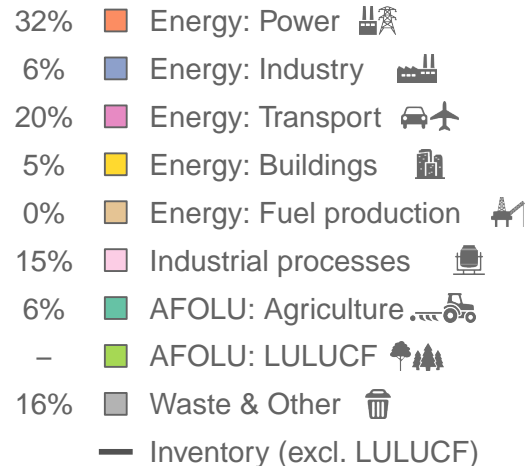 32% Energy: Power
6% Energy: Industry
20% Energy: Transport
5% Energy: Buildings
0% Energy: Fuel production
15% Industrial processes
6% AFOLU: Agriculture
– AFOLU: LULUCF
16% Waste & Other
Inventory (excl. LULUCF)